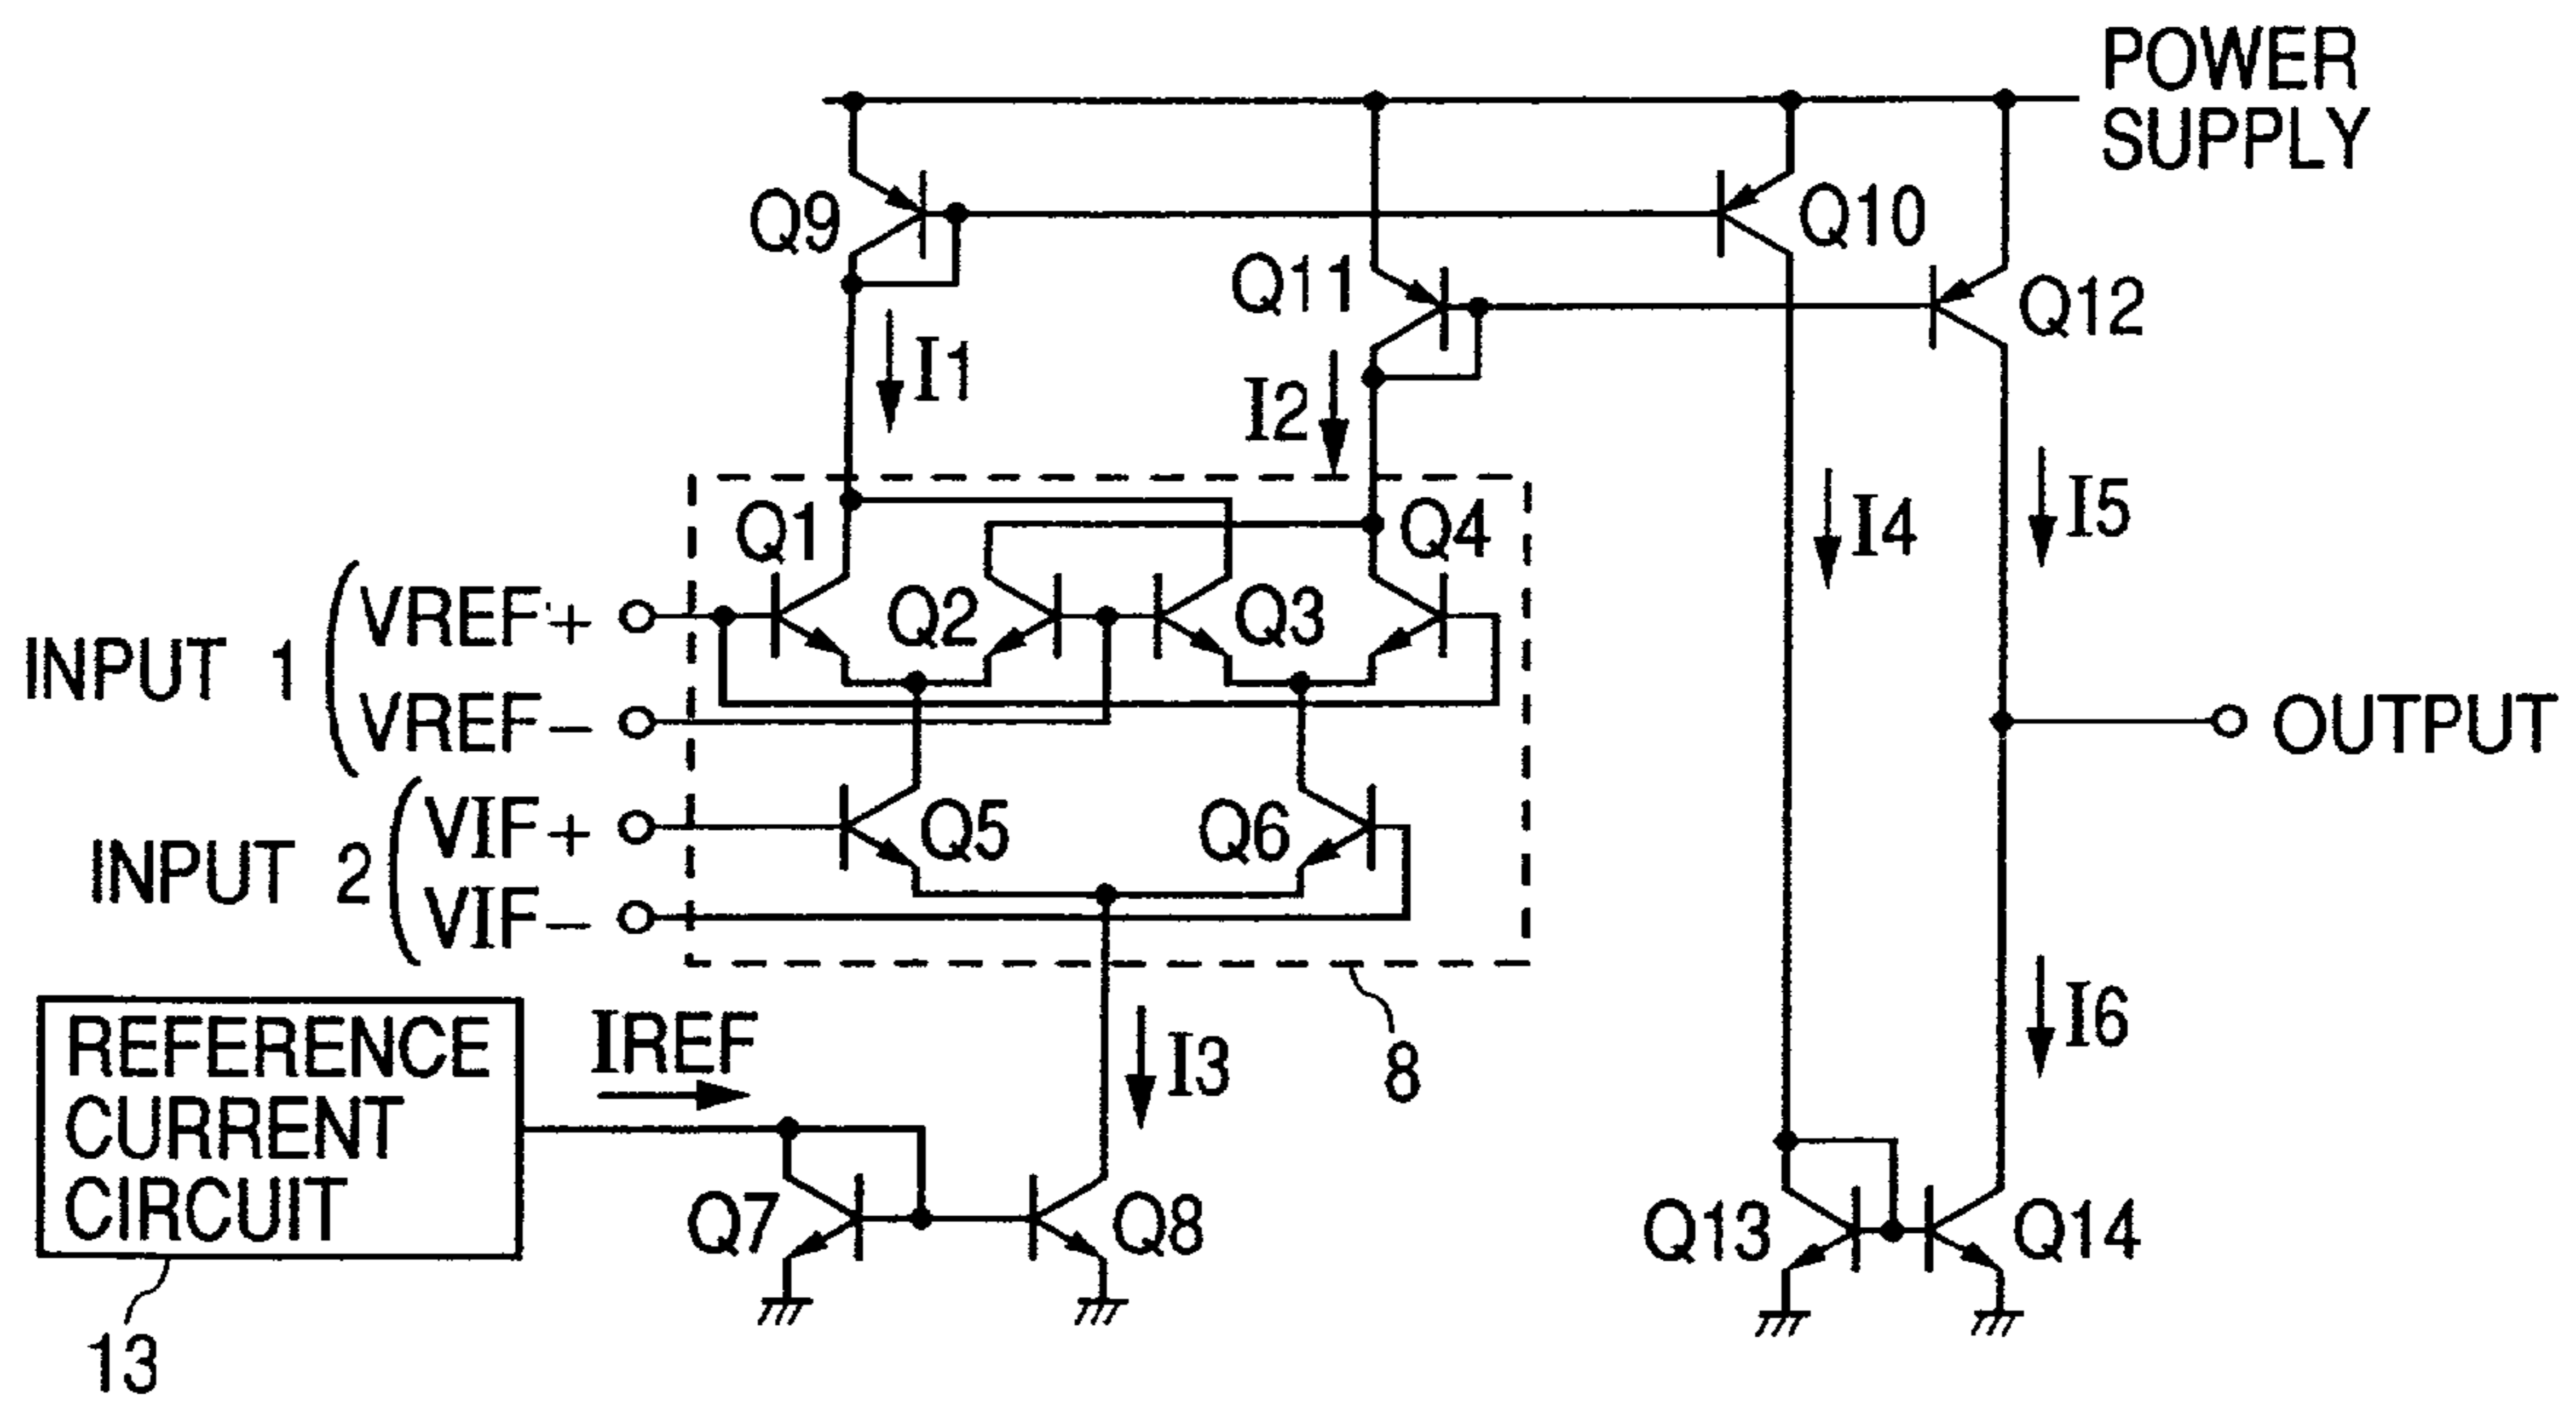 POWER
SUPPLY
Q9
Q10
Q11
Q12
I1
I2
I4
I5
Q1
Q2
Q3
Q4
INPUT 1
VREF+
VREF−
INPUT 2
VIF+
VIF−
Q5
Q6
OUTPUT
8
REFERENCE
CURRENT
CIRCUIT
IREF
I3
I6
Q7
Q8
Q13
Q14
13